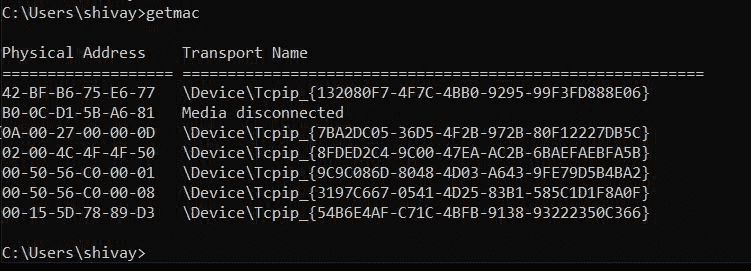 C:\Users\shivay>getmac
Physical Address    Transport Name
=================== ==========================================================
42-BF-B6-75-E6-77   \Device\Tcpip_{132080F7-4F7C-4BB0-9295-99F3FD888E06}
B0-0C-D1-5B-A6-81   Media disconnected
0A-00-27-00-00-0D   \Device\Tcpip_{7BA2DC05-36D5-4F2B-972B-80F12227DB5C}
02-00-4C-4F-4F-50   \Device\Tcpip_{8FDED2C4-9C00-47EA-AC2B-6BAEFAEBFA5B}
00-50-56-C0-00-01   \Device\Tcpip_{9C9C086D-8048-4D03-A643-9FE79D5B4BA2}
00-50-56-C0-00-08   \Device\Tcpip_{3197C667-0541-4D25-83B1-585C1D1F8A0F}
00-15-5D-78-89-D3   \Device\Tcpip_{54B6E4AF-C71C-4BFB-9138-93222350C366}
C:\Users\shivay>